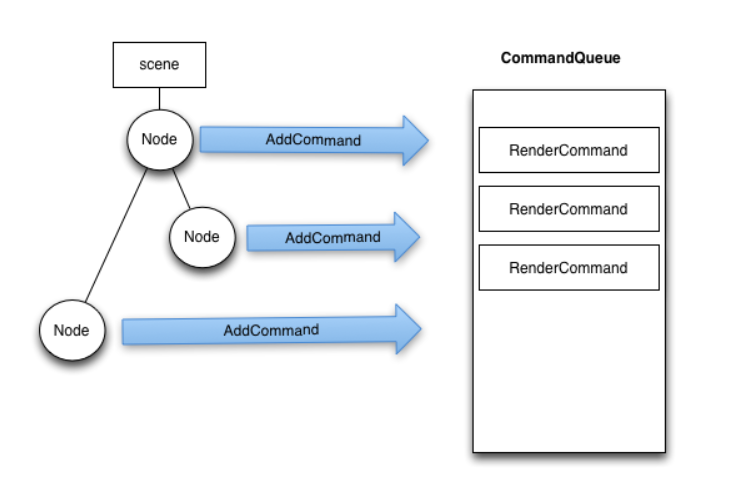 scene
CommandQueue
Node
AddCommand
RenderCommand
RenderCommand
Node
AddCommand
RenderCommand
Node
AddCommand